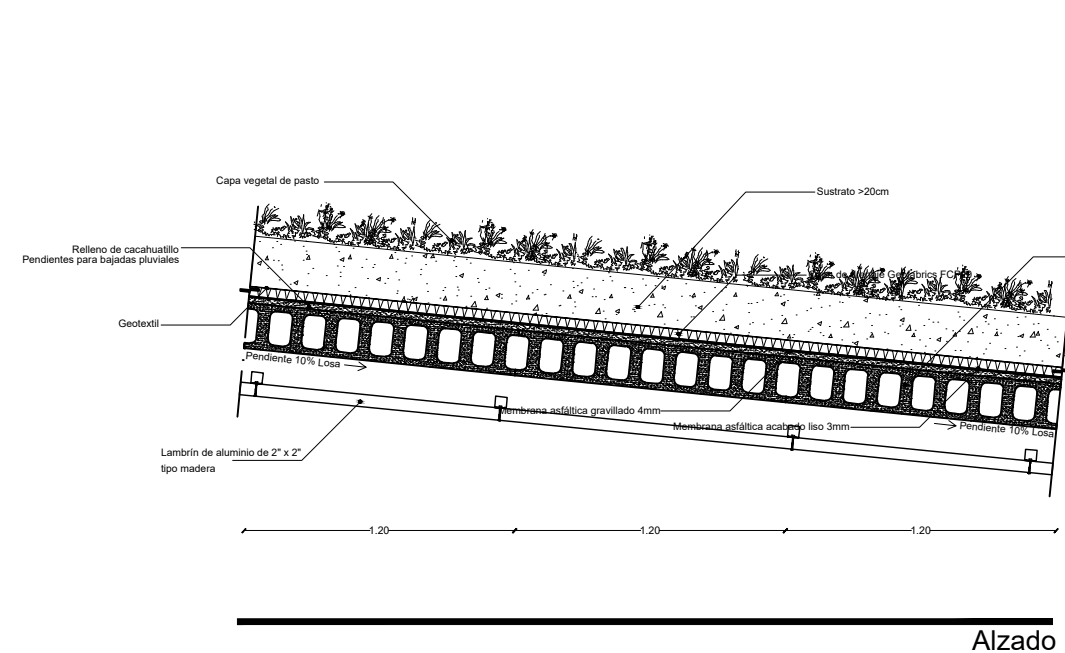 Capa vegetal de pasto
Sustrato >20cm
Relleno de cacahuatillo
Pendientes para bajadas pluviales
Geofabrics FC
Geotextil
Pendiente 10% Losa
Membrana asfáltica gravillado 4mm
Membrana asfáltica acabado liso 3mm
Pendiente 10% Losa
Lambrín de aluminio de 2" x 2"
tipo madera
1.20
1.20
1.20
Alzado